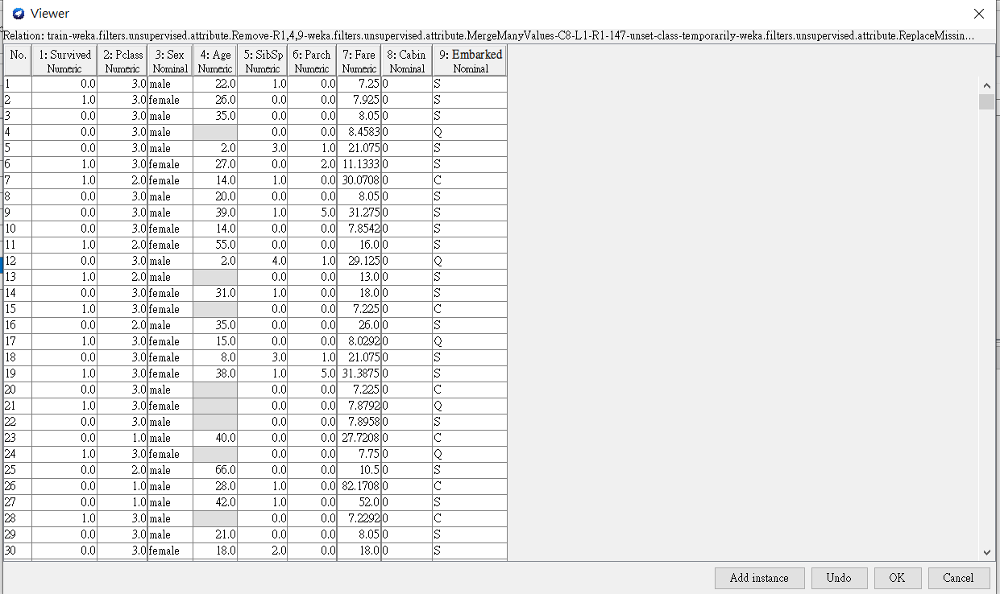 Viewer
Relation: train-weka.filters.unsupervised.attribute.Remove-R1,4,9-weka.filters.unsupervised.attribute.MergeManyValues-C8-L1-R1-147-unset-class-temporarily-weka.filters.unsupervised.attribute.ReplaceMissin...
No. 1: Survived 2: Pclass 3: Sex 4: Age 5: SibSp 6: Parch 7: Fare 8: Cabin 9: Embarked
Numeric Numeric Nominal Numeric Numeric Numeric Numeric Nominal Nominal
1 0.0 3.0 male 22.0 1.0 0.0 7.25 0 S
2 1.0 3.0 female 26.0 0.0 0.0 7.925 0 S
3 0.0 3.0 male 35.0 0.0 0.0 8.05 0 S
4 0.0 3.0 male 0.0 0.0 8.4583 0 Q
5 0.0 3.0 male 2.0 3.0 1.0 21.075 0 S
6 1.0 3.0 female 27.0 0.0 2.0 11.1333 0 S
7 1.0 2.0 female 14.0 1.0 0.0 30.0708 0 C
8 0.0 3.0 male 20.0 0.0 0.0 8.05 0 S
9 0.0 3.0 male 39.0 1.0 5.0 31.275 0 S
10 0.0 3.0 female 14.0 0.0 0.0 7.8542 0 S
11 1.0 2.0 female 55.0 0.0 0.0 16.0 0 S
12 0.0 3.0 male 2.0 4.0 1.0 29.125 0 Q
13 1.0 2.0 male 0.0 0.0 13.0 0 S
14 0.0 3.0 female 31.0 1.0 0.0 18.0 0 S
15 1.0 3.0 female 0.0 0.0 7.225 0 C
16 0.0 2.0 male 35.0 0.0 0.0 26.0 0 S
17 1.0 3.0 female 15.0 0.0 0.0 8.0292 0 Q
18 0.0 3.0 female 8.0 3.0 1.0 21.075 0 S
19 1.0 3.0 female 38.0 1.0 5.0 31.3875 0 S
20 0.0 3.0 male 0.0 0.0 7.225 0 C
21 1.0 3.0 female 0.0 0.0 7.8792 0 Q
22 0.0 3.0 male 0.0 0.0 7.8958 0 S
23 0.0 1.0 male 40.0 0.0 0.0 27.7208 0 C
24 1.0 3.0 female 0.0 0.0 7.75 0 Q
25 0.0 2.0 male 66.0 0.0 0.0 10.5 0 S
26 0.0 1.0 male 28.0 1.0 0.0 82.1708 0 C
27 0.0 1.0 male 42.0 1.0 0.0 52.0 0 S
28 1.0 3.0 male 0.0 0.0 7.2292 0 C
29 0.0 3.0 male 21.0 0.0 0.0 8.05 0 S
30 0.0 3.0 female 18.0 2.0 0.0 18.0 0 S
Add instance Undo OK Cancel